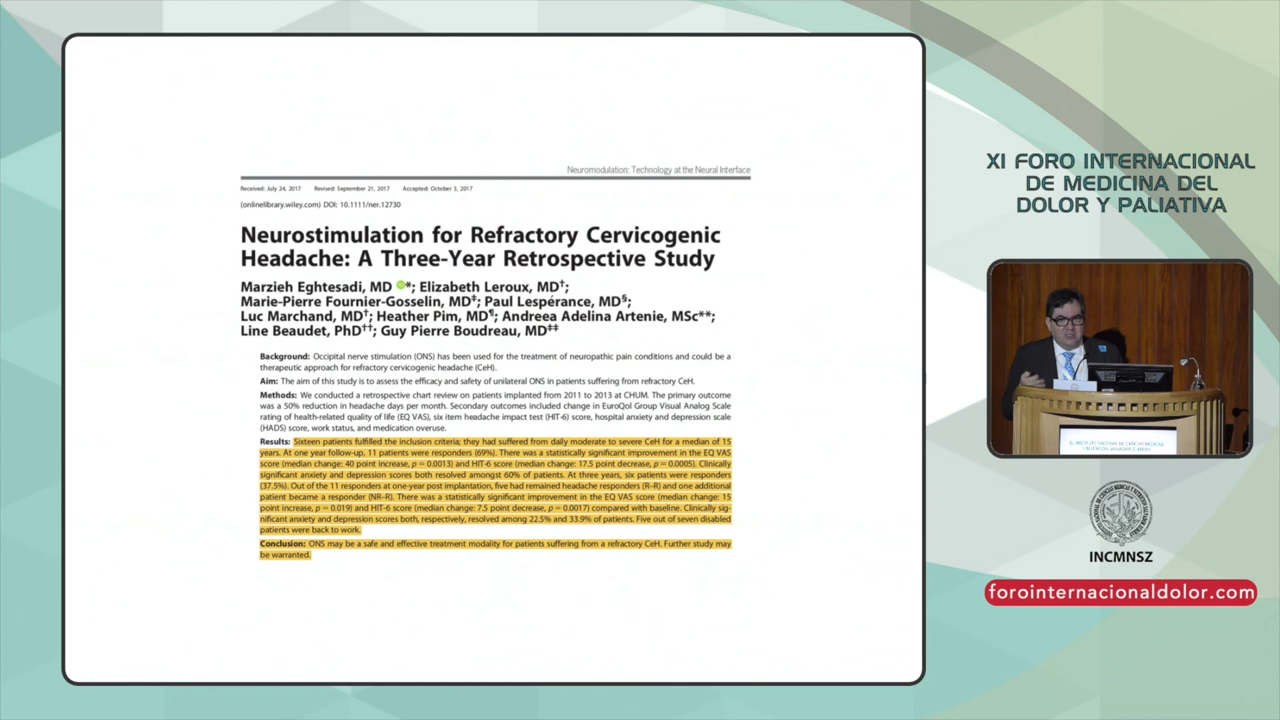 Neuromodulation: Technology at the Neural Interface
Received: July 24, 2017 Revised: September 21, 2017 Accepted: October 3, 2017
(onlinelibrary.wiley.com) DOI: 10.1111/ner.12730
Neurostimulation for Refractory Cervicogenic
Headache: A Three-Year Retrospective Study
Marzieh Eghtesadi, MD *; Elizabeth Leroux, MD†;
Marie-Pierre Fournier-Gosselin, MD‡; Paul Lespérance, MD§;
Luc Marchand, MD†; Heather Pim, MD¶; Andreea Adelina Artenie, MSc**;
Line Beaudet, PhD††; Guy Pierre Boudreau, MD‡‡
Background: Occipital nerve stimulation (ONS) has been used for the treatment of neuropathic pain conditions and could be a
therapeutic approach for refractory cervicogenic headache (CeH).
Aim: The aim of this study is to assess the efficacy and safety of unilateral ONS in patients suffering from refractory CeH.
Methods: We conducted a retrospective chart review on patients implanted from 2011 to 2013 at CHUM. The primary outcome
was a 50% reduction in headache days per month. Secondary outcomes included change in EuroQol Group Visual Analog Scale
rating of health-related quality of life (EQ VAS), six item headache impact test (HIT-6) score, hospital anxiety and depression scale
(HADS) score, work status, and medication overuse.
Results: Sixteen patients fulfilled the inclusion criteria; they had suffered from daily moderate to severe CeH for a median of 15
years. At one year follow-up, 11 patients were responders (69%). There was a statistically significant improvement in the EQ VAS
score (median change: 40 point increase, p = 0.0013) and HIT-6 score (median change: 17.5 point decrease, p = 0.0005). Clinically
significant anxiety and depression scores both resolved amongst 60% of patients. At three years, six patients were responders
(37.5%). Out of the 11 responders at one-year post implantation, five had remained headache responders (R–R) and one additional
patient became a responder (NR–R). There was a statistically significant improvement in the EQ VAS score (median change: 15
point increase, p = 0.019) and HIT-6 score (median change: 7.5 point decrease, p = 0.0017) compared with baseline. Clinically sig-
nificant anxiety and depression scores both, respectively, resolved among 22.5% and 33.9% of patients. Five out of seven disabled
patients were back to work.
Conclusion: ONS may be a safe and effective treatment modality for patients suffering from a refractory CeH. Further study may
be warranted.
XI FORO INTERNACIONAL
DE MEDICINA DEL
DOLOR Y PALIATIVA
INCMNSZ
forointernacionaldolor.com